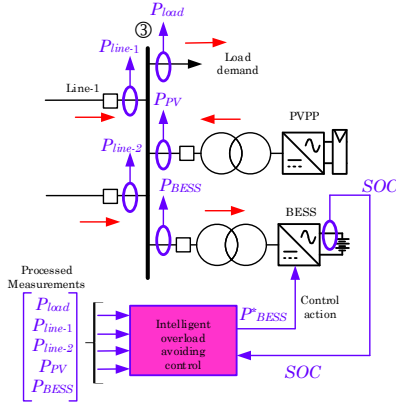 P_load
③
P_line-1
Load
demand
Line-1
P_PV
PVPP
P_line-2
P_BESS
SOC
BESS
Processed
Measurements
P_load
P_line-1
P_line-2
P_PV
P_BESS
Intelligent
overload
avoiding
control
P*_BESS
Control
action
SOC